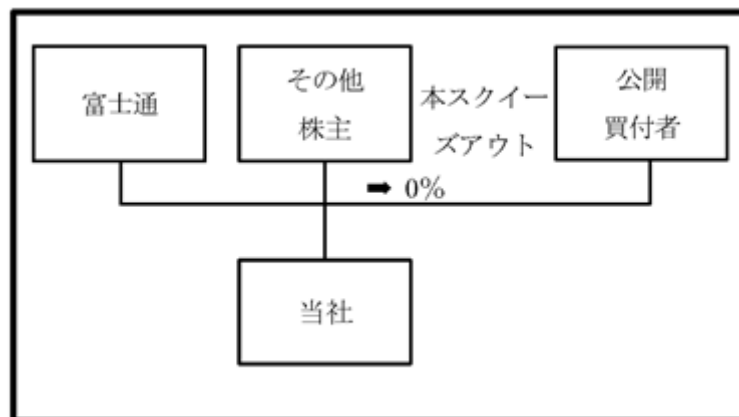 富士通
その他
株主
本スクイー
ズアウト
公開
買付者
➡ 0%
当社